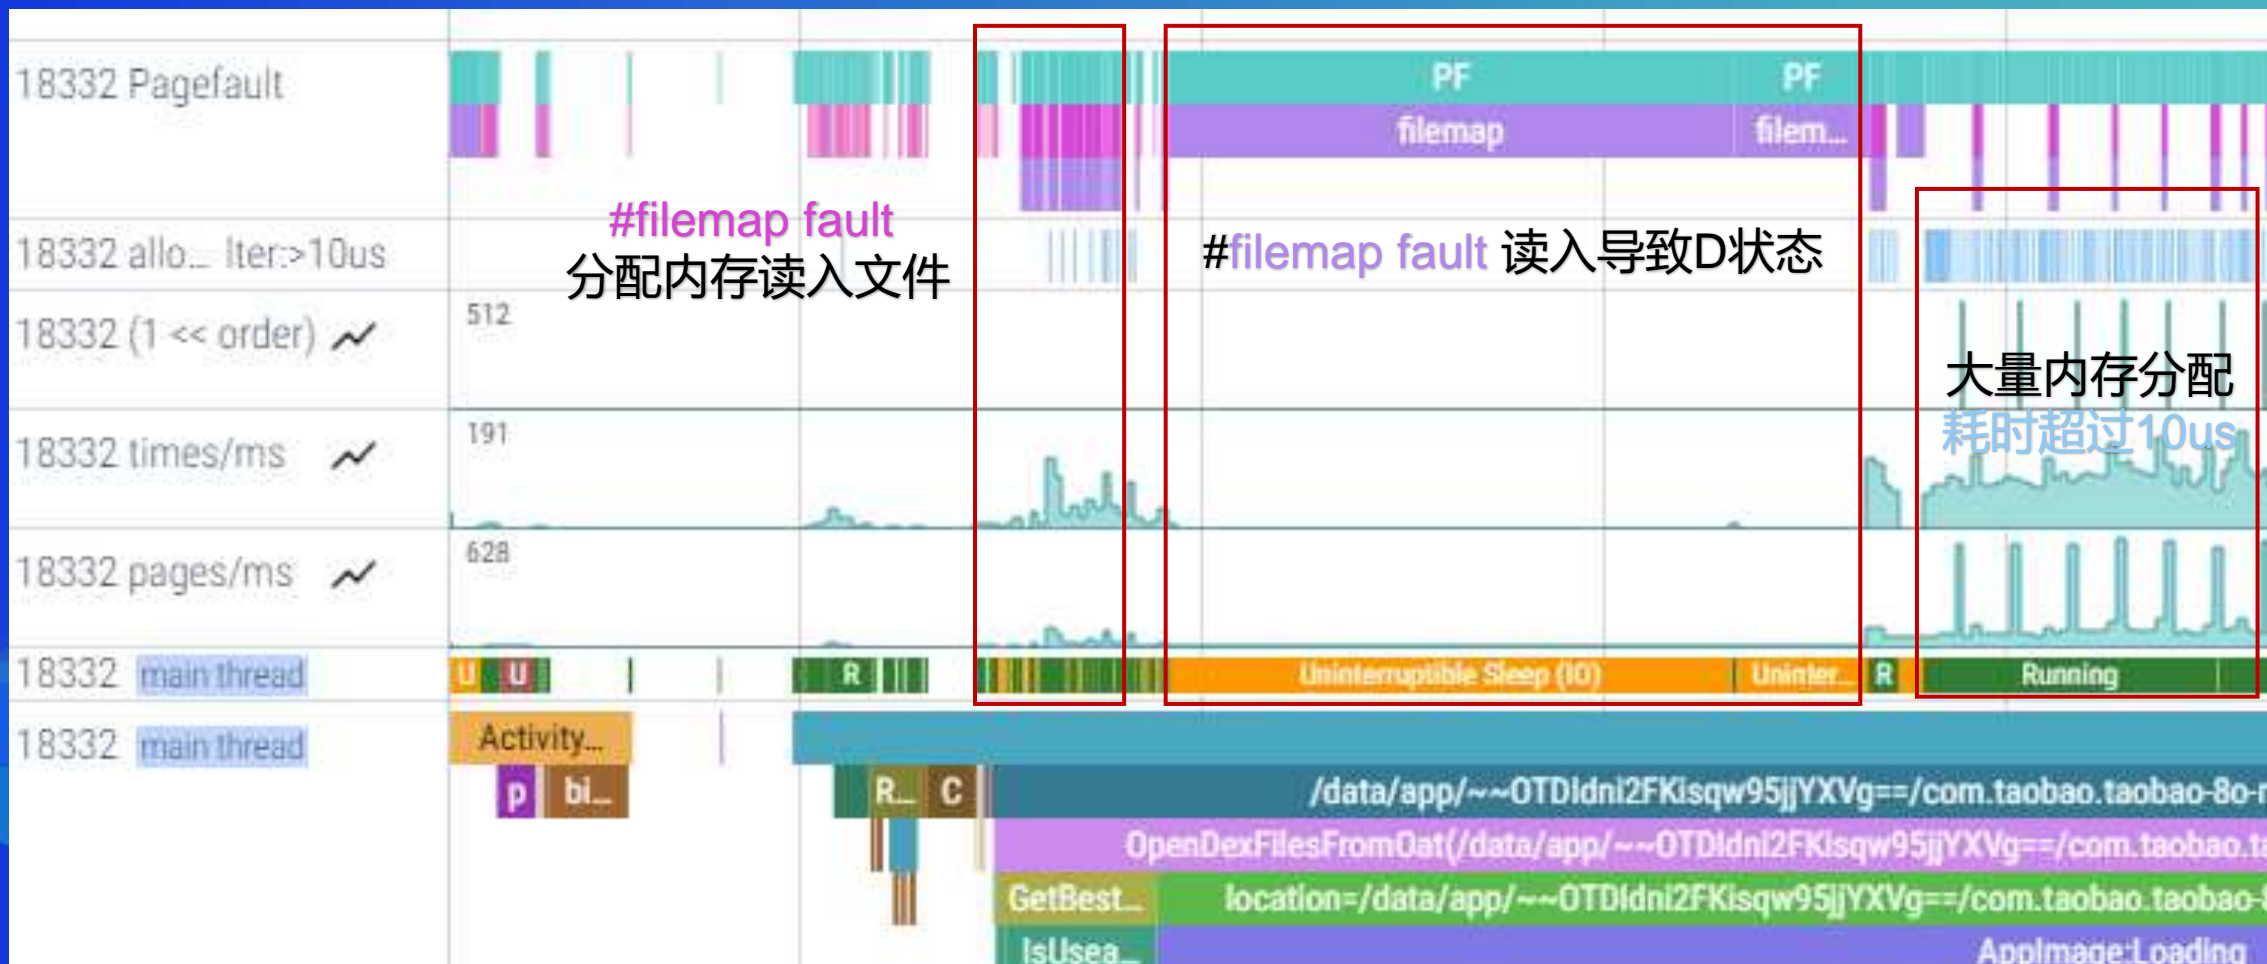 18332 Pagefault
PF
PF
filemap
filem...
#filemap fault
分配内存读入文件
#filemap fault 读入导致D状态
18332 allo... lter:>10us
18332 (1 << order)
512
大量内存分配
耗时超过10us
18332 times/ms
191
18332 pages/ms
628
18332 main thread
U
U
R
Uninterruptible Sleep (IO)
Uninter...
R
Running
18332 main thread
Activity...
p
bi...
R...
C
/data/app/~~OTDIdni2FKisqw95jjYXVg==/com.taobao.taobao-8o-r
OpenDexFilesFromOat(/data/app/~~OTDIdni2FKisqw95jjYXVg==/com.taobao.ta
GetBest...
location=/data/app/~~OTDIdni2FKisqw95jjYXVg==/com.taobao.taobao-8
IsUsea...
AppImage:Loading